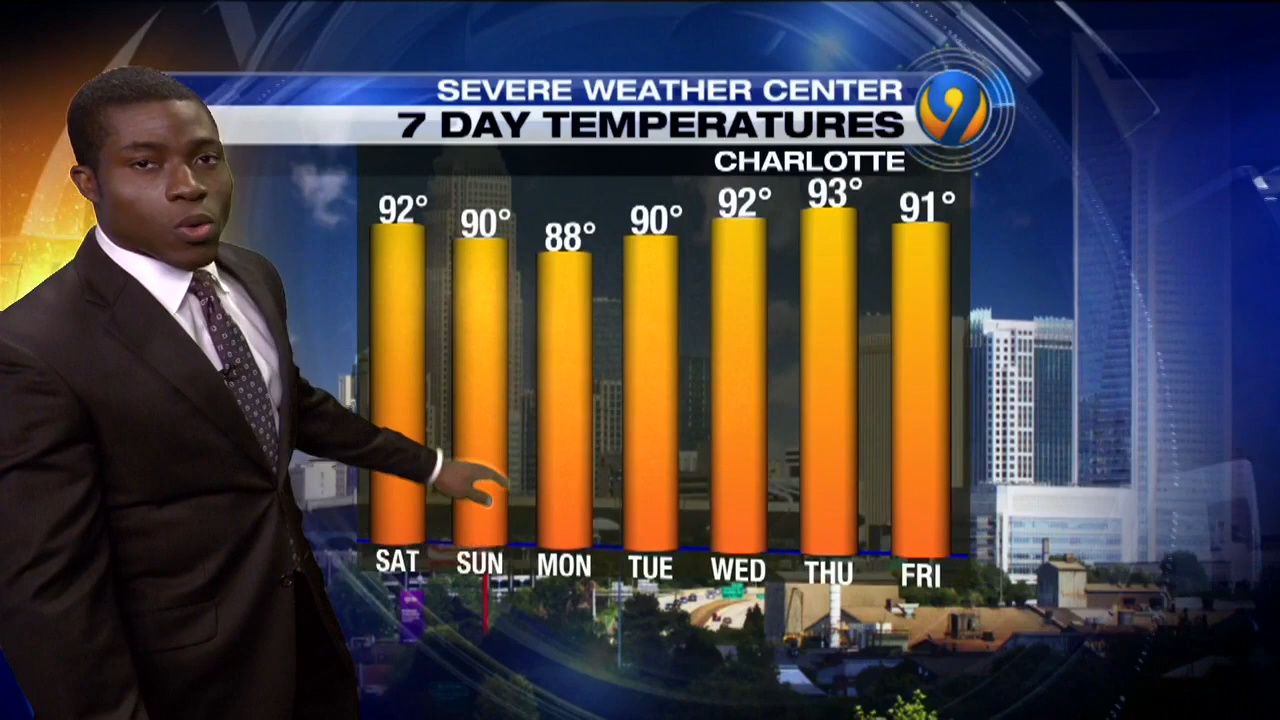 SEVERE WEATHER CENTER
7 DAY TEMPERATURES
9
CHARLOTTE
92° 90° 88° 90° 92° 93° 91°
SAT SUN MON TUE WED THU FRI